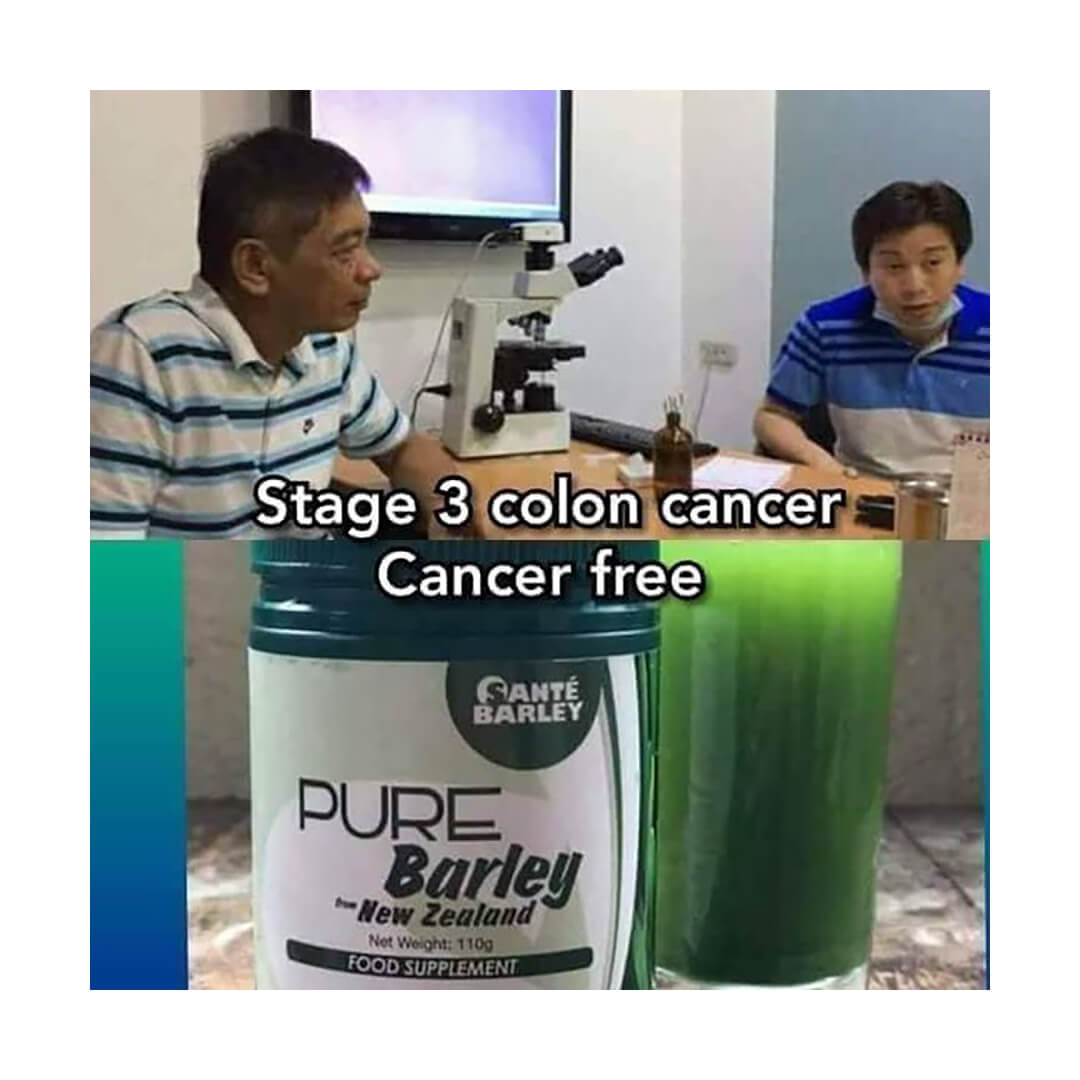 Stage 3 colon cancer
Cancer free
SANTÉ
BARLEY
PURE
Barley
from New Zealand
Net Weight: 110g
FOOD SUPPLEMENT